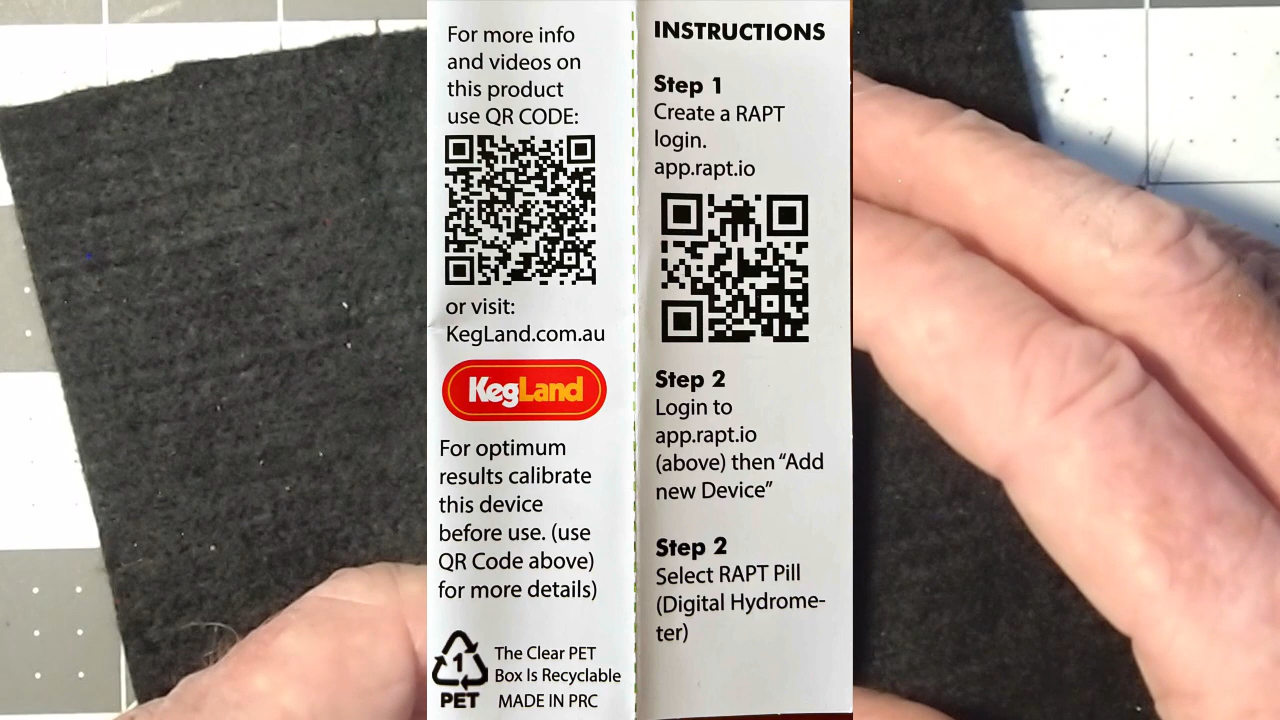 For more info
and videos on
this product
use QR CODE:
or visit:
KegLand.com.au
KegLand
For optimum
results calibrate
this device
before use. (use
QR Code above)
for more details)
1
PET
The Clear PET
Box Is Recyclable
MADE IN PRC
INSTRUCTIONS
Step 1
Create a RAPT
login.
app.rapt.io
Step 2
Login to
app.rapt.io
(above) then “Add
new Device”
Step 2
Select RAPT Pill
(Digital Hydrome-
ter)